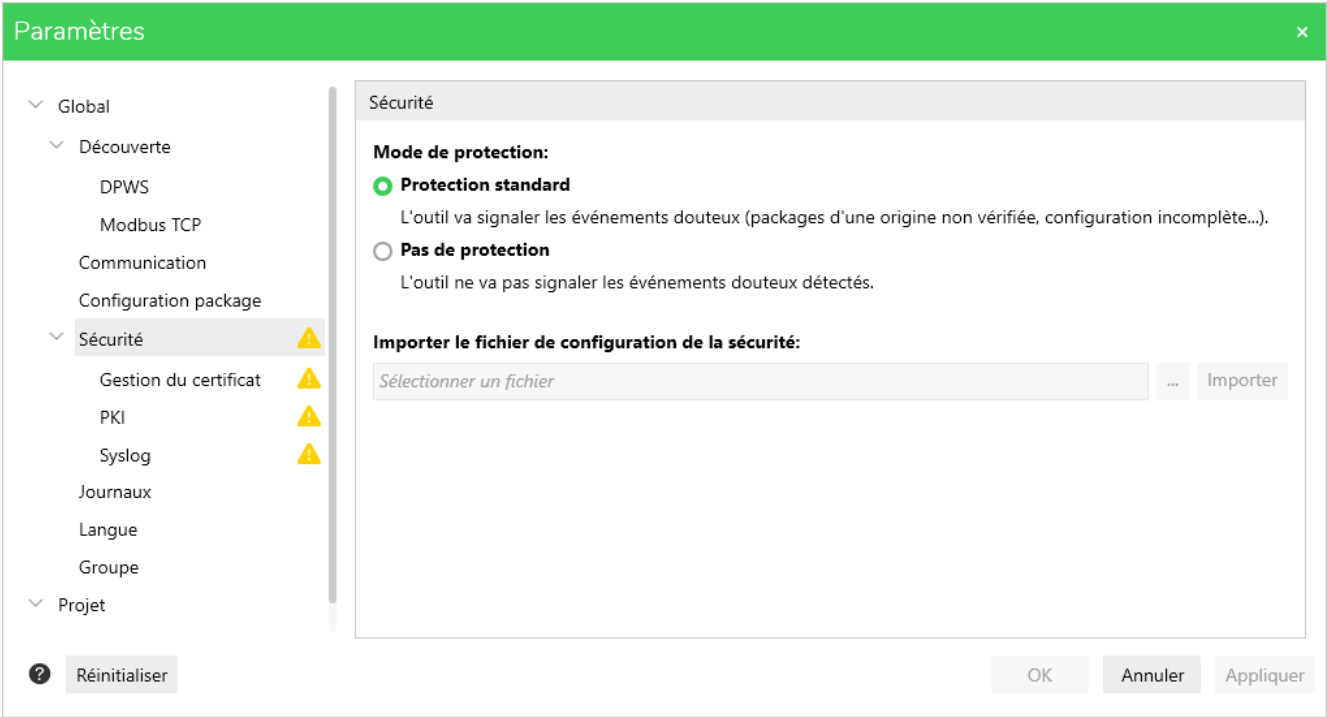 Paramètres
Global
Découverte
DPWS
Modbus TCP
Communication
Configuration package
Sécurité
Gestion du certificat
PKI
Syslog
Journaux
Langue
Groupe
Projet
Sécurité
Mode de protection:
Protection standard
L'outil va signaler les événements douteux (packages d'une origine non vérifiée, configuration incomplète...).
Pas de protection
L'outil ne va pas signaler les événements douteux détectés.
Importer le fichier de configuration de la sécurité:
Sélectionner un fichier
...
Importer
Réinitialiser
OK
Annuler
Appliquer